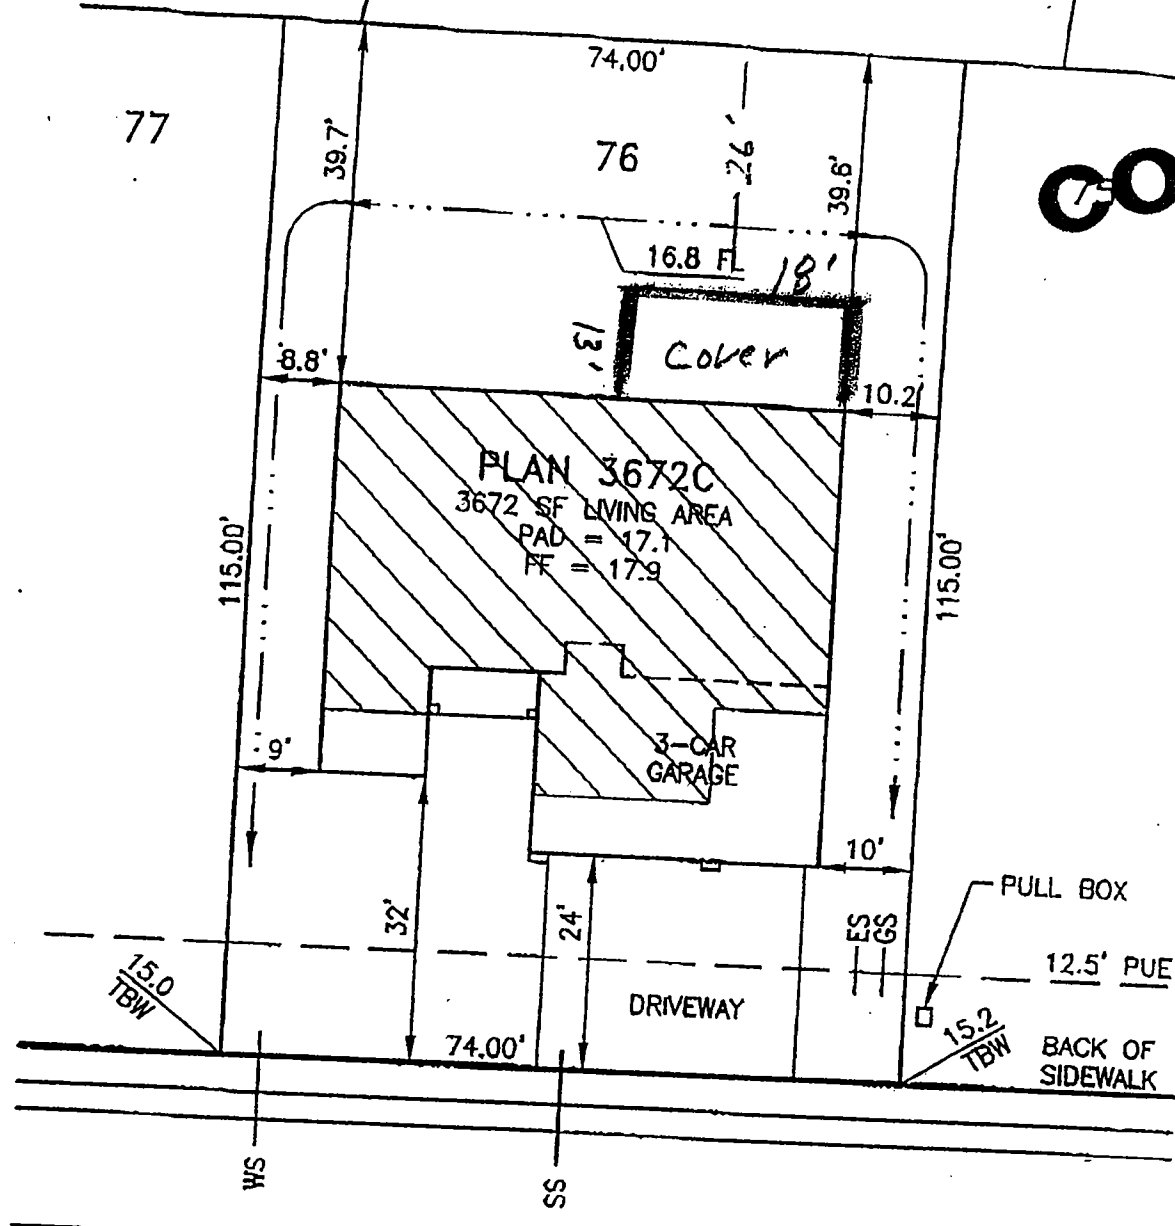 74.00'
77
76
39.7'
26'
39.6'
16.8 FL
18'
13'
Cover
8.8'
10.2'
PLAN 3672C
3672 SF LIVING AREA
PAD = 17.1
FF = 17.9
115.00'
115.00'
3-CAR
GARAGE
9'
10'
PULL BOX
32'
24'
ES
GS
12.5' PUE
15.0
TBW
DRIVEWAY
15.2
TBW
74.00'
BACK OF
SIDEWALK
WS
SS